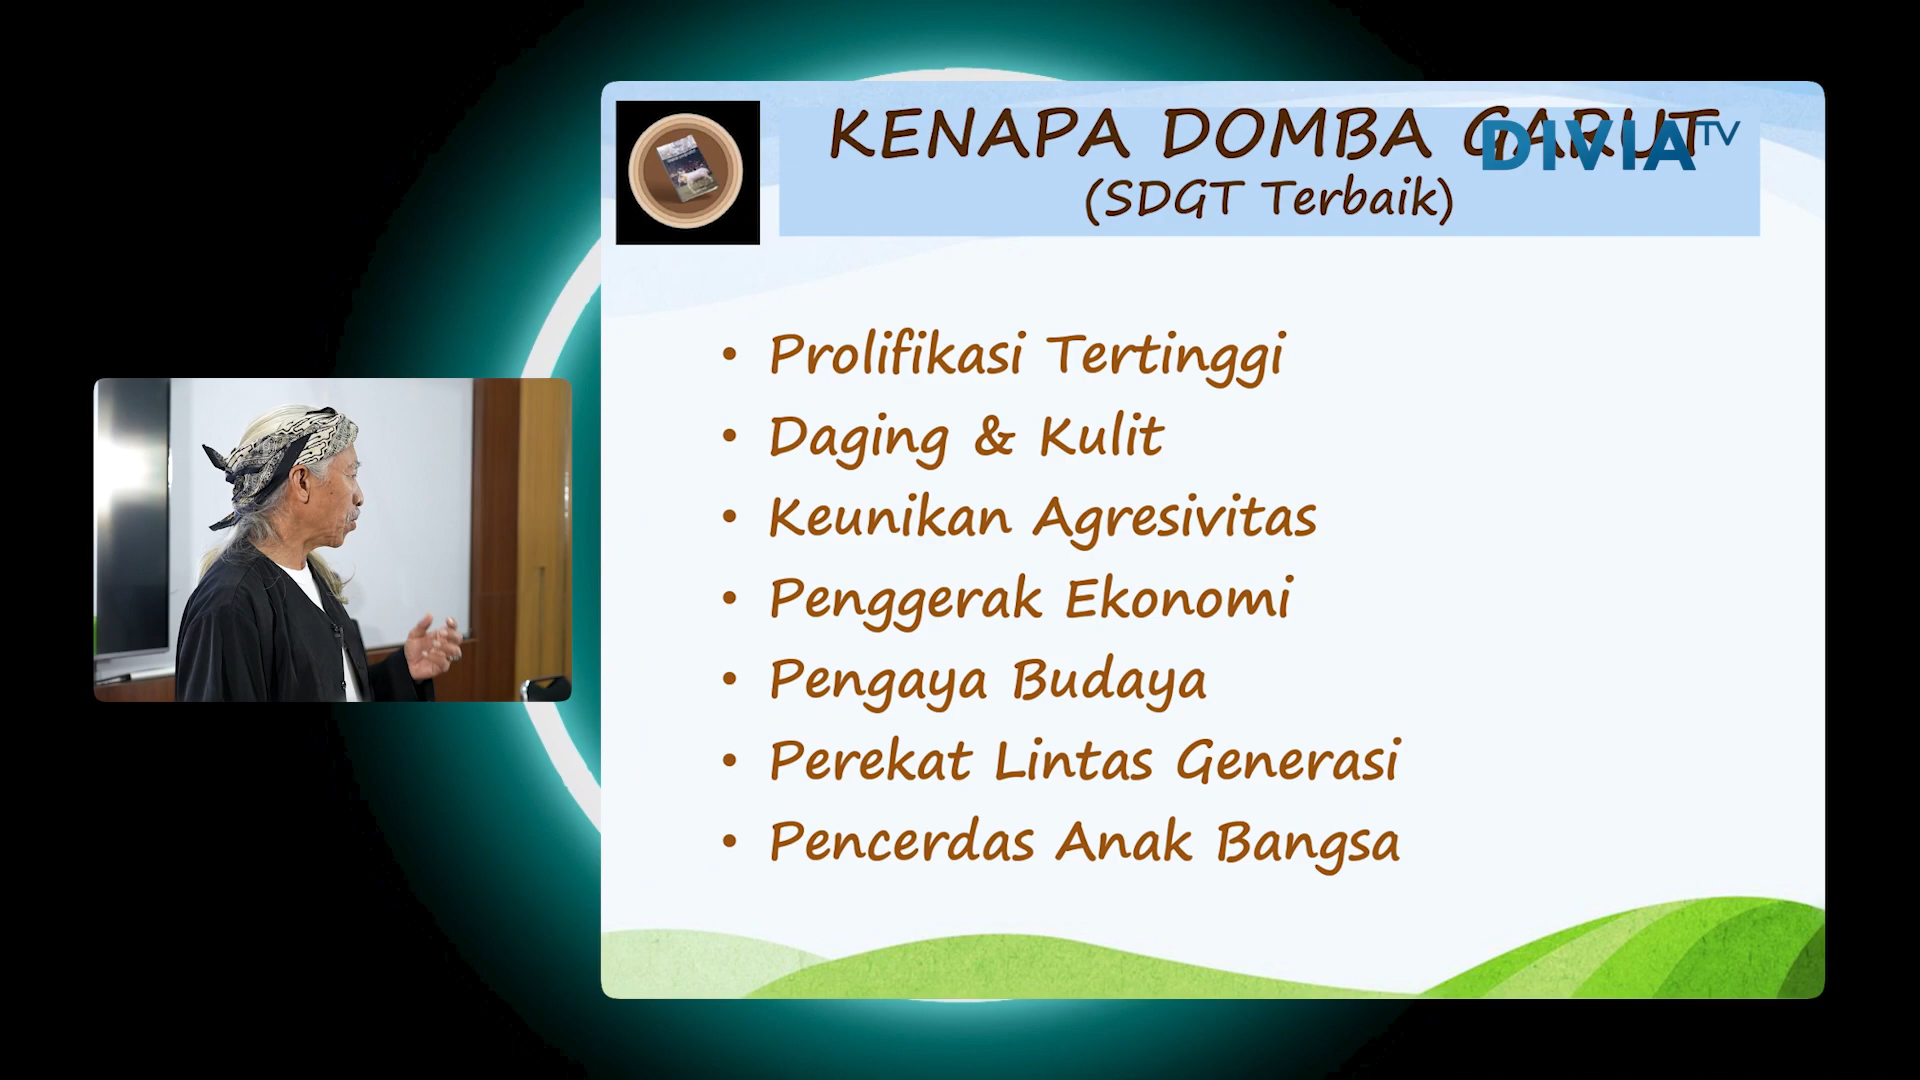 KENAPA DOMBA GARUT
DIVIA TV
(SDGT Terbaik)
• Prolifikasi Tertinggi
• Daging & Kulit
• Keunikan Agresivitas
• Penggerak Ekonomi
• Pengaya Budaya
• Perekat Lintas Generasi
• Pencerdas Anak Bangsa